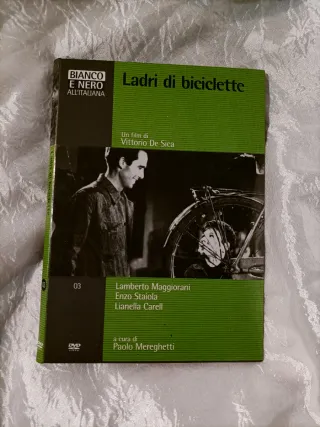 BIANCO
E NERO
ALL'ITALIANA
Ladri di biciclette
Un film di
Vittorio De Sica
03
Lamberto Maggiorani
Enzo Staiola
Lianella Carell
a cura di
Paolo Mereghetti
DVD